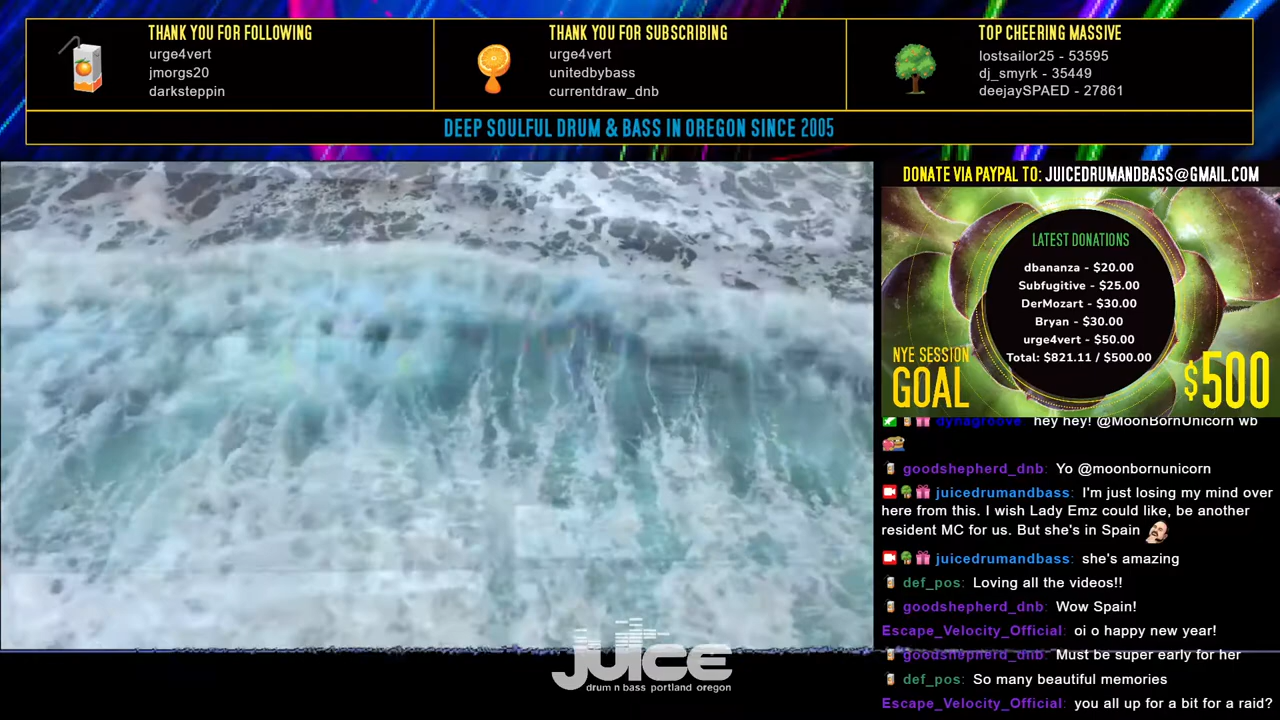 THANK YOU FOR FOLLOWING
urge4vert
jmorgs20
darksteppin
THANK YOU FOR SUBSCRIBING
urge4vert
unitedbybass
currentdraw_dnb
TOP CHEERING MASSIVE
lostsailor25 - 53595
dj_smyrk - 35449
deejaySPAED - 27861
DEEP SOULFUL DRUM & BASS IN OREGON SINCE 2005
DONATE VIA PAYPAL TO: JUICEDRUMANDBASS@GMAIL.COM
LATEST DONATIONS
dbananza - $20.00
Subfugitive - $25.00
DerMozart - $30.00
Bryan - $30.00
urge4vert - $50.00
Total: $821.11 / $500.00
NYE SESSION
GOAL
$500
dynagroove hey hey! @MoonBornUnicorn wb
goodshepherd_dnb: Yo @moonbornunicorn
juicedrumandbass: I'm just losing my mind over
here from this. I wish Lady Emz could like, be another
resident MC for us. But she's in Spain
juicedrumandbass: she's amazing
def_pos: Loving all the videos!!
goodshepherd_dnb: Wow Spain!
Escape_Velocity_Official: oi o happy new year!
goodshepherd_dnb: Must be super early for her
def_pos: So many beautiful memories
Escape_Velocity_Official: you all up for a bit for a raid?
juice
drum n bass portland oregon